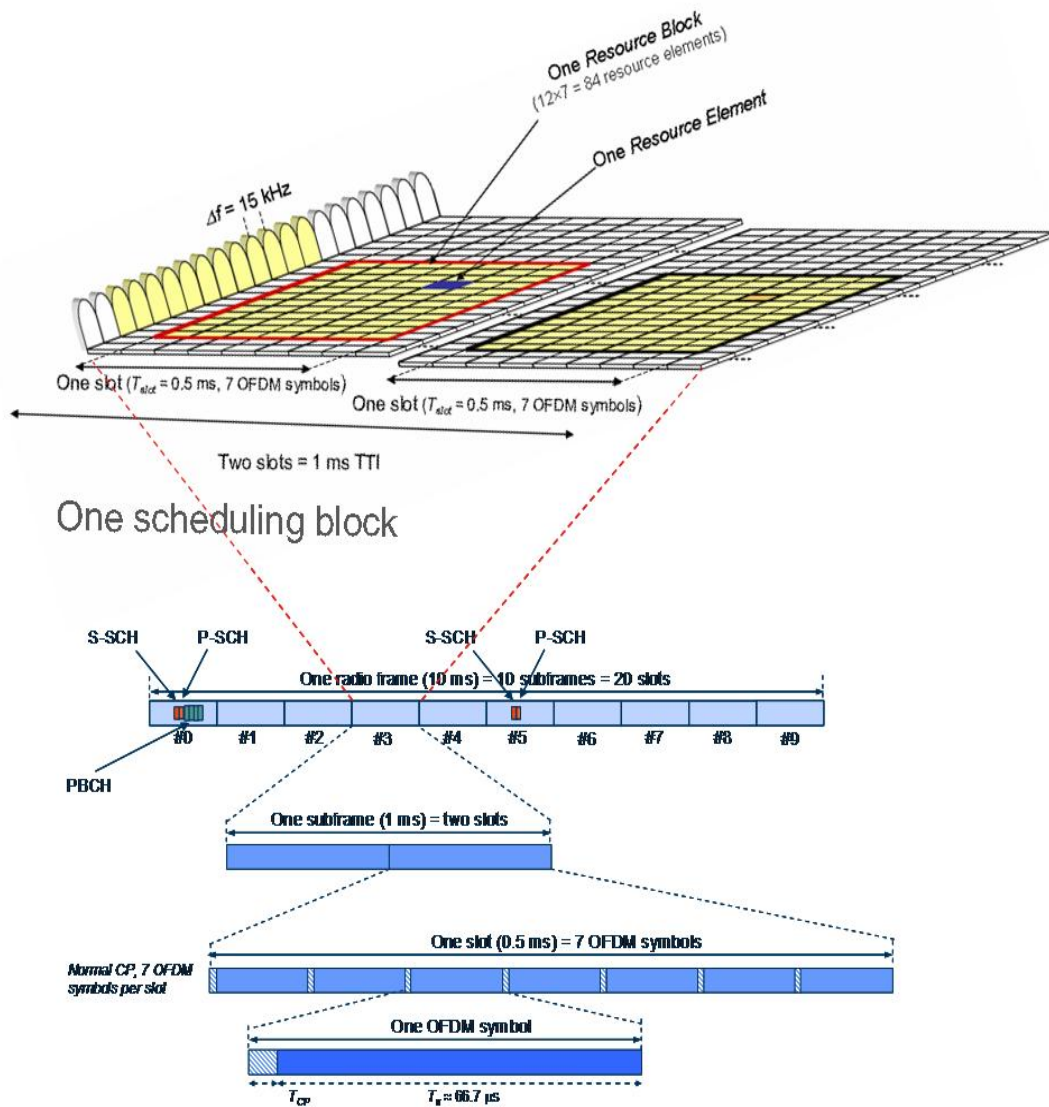 One Resource Block
(12×7 = 84 resource elements)
One Resource Element
Δf = 15 kHz
One slot (Tslot = 0.5 ms, 7 OFDM symbols)
One slot (Tslot = 0.5 ms, 7 OFDM symbols)
Two slots = 1 ms TTI
One scheduling block
S-SCH P-SCH S-SCH P-SCH
One radio frame (10 ms) = 10 subframes = 20 slots
#0 #1 #2 #3 #4 #5 #6 #7 #8 #9
PBCH
One subframe (1 ms) = two slots
One slot (0.5 ms) = 7 OFDM symbols
Normal CP, 7 OFDM
symbols per slot
One OFDM symbol
TCP Tu ≈ 66.7 µs